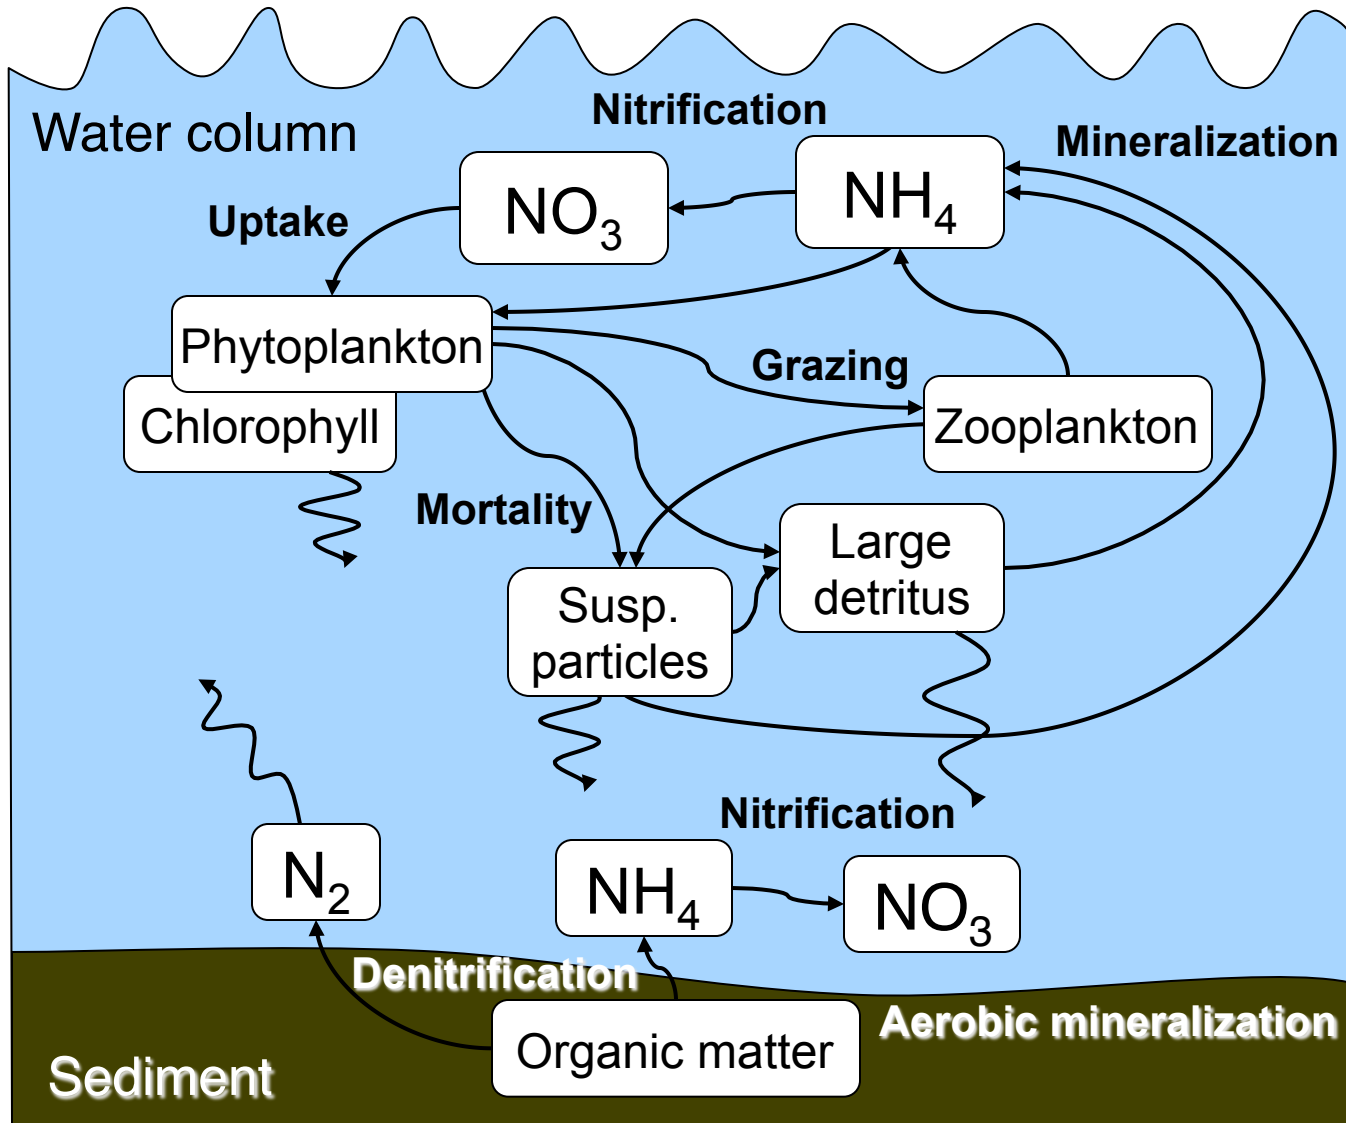 Nitrification
Water column
Mineralization
NO₃
NH₄
Uptake
Phytoplankton
Grazing
Chlorophyll
Zooplankton
Mortality
Large
detritus
Susp.
particles
Nitrification
N₂
NH₄
NO₃
Denitrification
Aerobic mineralization
Organic matter
Sediment